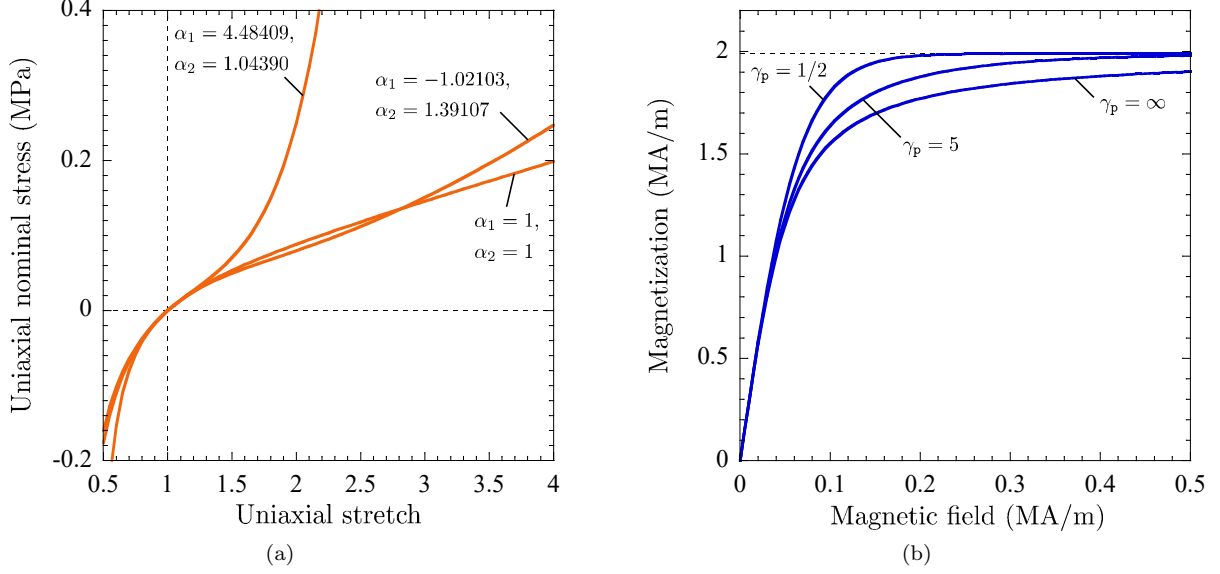 0.4
0.2
0
-0.2
0.5
1
1.5
2
2.5
3
3.5
4
Uniaxial nominal stress (MPa)
Uniaxial stretch
α₁ = 4.48409,
α₂ = 1.04390
α₁ = −1.02103,
α₂ = 1.39107
α₁ = 1,
α₂ = 1
(a)
2
1.5
1
0.5
0
0
0.1
0.2
0.3
0.4
0.5
Magnetization (MA/m)
Magnetic field (MA/m)
γₚ = 1/2
γₚ = 5
γₚ = ∞
(b)